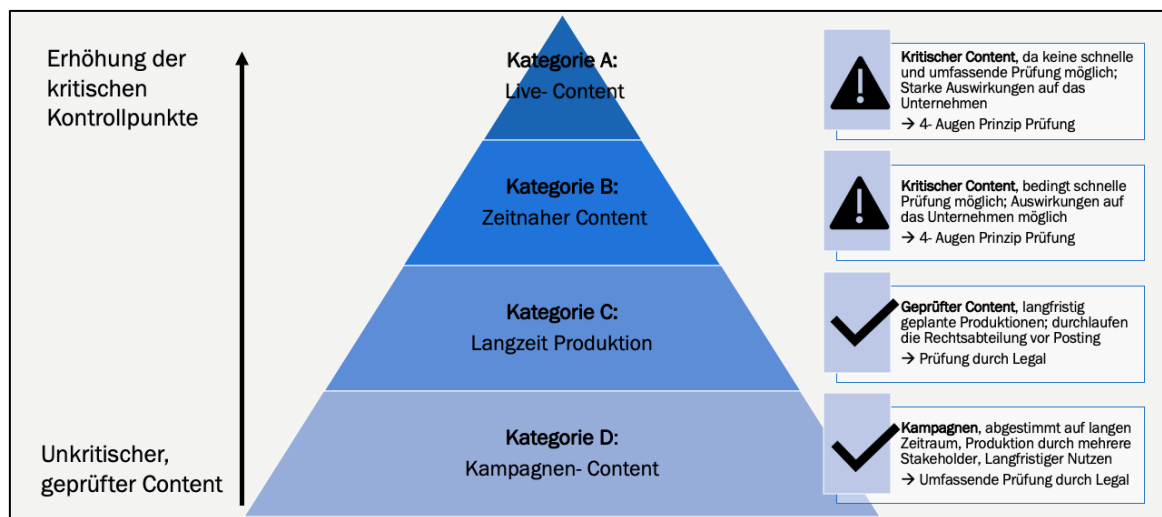 Erhöhung der
kritischen
Kontrollpunkte
Unkritischer,
geprüfter Content
Kategorie A:
Live- Content
Kategorie B:
Zeitnaher Content
Kategorie C:
Langzeit Produktion
Kategorie D:
Kampagnen- Content
Kritischer Content, da keine schnelle
und umfassende Prüfung möglich;
Starke Auswirkungen auf das
Unternehmen
→ 4- Augen Prinzip Prüfung
Kritischer Content, bedingt schnelle
Prüfung möglich; Auswirkungen auf
das Unternehmen möglich
→ 4- Augen Prinzip Prüfung
Geprüfter Content, langfristig
geplante Produktionen; durchlaufen
die Rechtsabteilung vor Posting
→ Prüfung durch Legal
Kampagnen, abgestimmt auf langen
Zeitraum, Produktion durch mehrere
Stakeholder, Langfristiger Nutzen
→ Umfassende Prüfung durch Legal